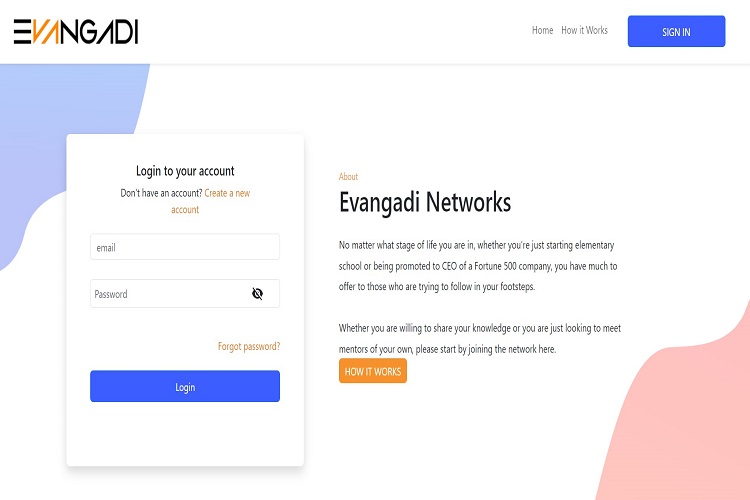 EVANGADI
Home
How it Works
SIGN IN
Login to your account
Don't have an account? Create a new
account
email
Password
Forgot password?
Login
About
Evangadi Networks
No matter what stage of life you are in, whether you're just starting elementary
school or being promoted to CEO of a Fortune 500 company, you have much to
offer to those who are trying to follow in your footsteps.
Whether you are willing to share your knowledge or you are just looking to meet
mentors of your own, please start by joining the network here.
HOW IT WORKS